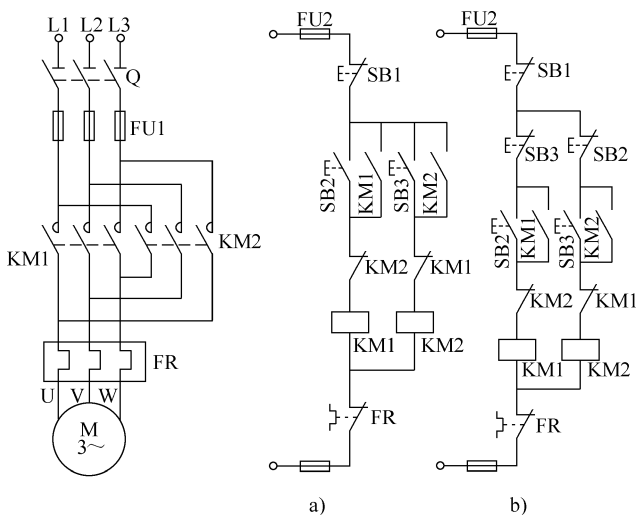 L1 L2 L3
Q
FU1
KM1
KM2
FR
U V W
M
3～
FU2
SB1
SB2
KM1
SB3
KM2
KM2
KM1
KM1
KM2
FR
a)
FU2
SB1
SB3
SB2
SB2
KM1
SB3
KM2
KM2
KM1
KM1
KM2
FR
b)